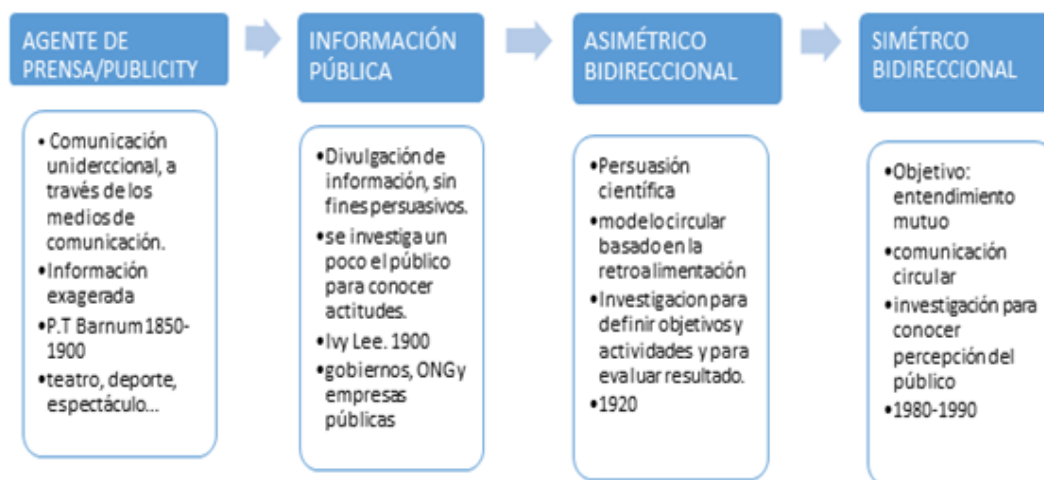 AGENTE DE
PRENSA/PUBLICITY
• Comunicación
uniderccional, a
través de los
medios de
comunicación.
•Información
exagerada
•P.T Barnum 1850-
1900
•teatro, deporte,
espectáculo...
INFORMACIÓN
PÚBLICA
•Divulgación de
información, sin
fines persuasivos.
•se investiga un
poco el público
para conocer
actitudes.
•Ivy Lee. 1900
•gobiernos, ONG y
empresas
públicas
ASIMÉTRICO
BIDIRECCIONAL
•Persuasión
científica
•modelo circular
basado en la
retroalimentación
•Investigacion para
definir objetivos y
actividades y para
evaluar resultado.
•1920
SIMÉTRCO
BIDIRECCIONAL
•Objetivo:
entendimiento
mutuo
•comunicación
circular
•investigación para
conocer
percepción del
público
•1980-1990